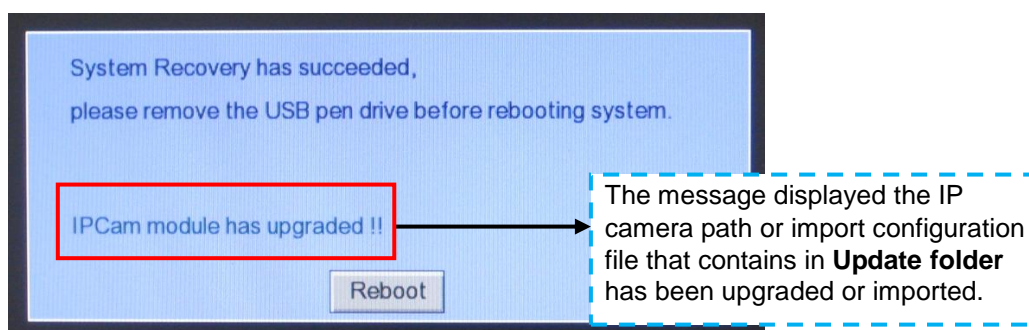 System Recovery has succeeded,
please remove the USB pen drive before rebooting system.
IPCam module has upgraded !!
Reboot
The message displayed the IP
camera path or import configuration
file that contains in Update folder
has been upgraded or imported.